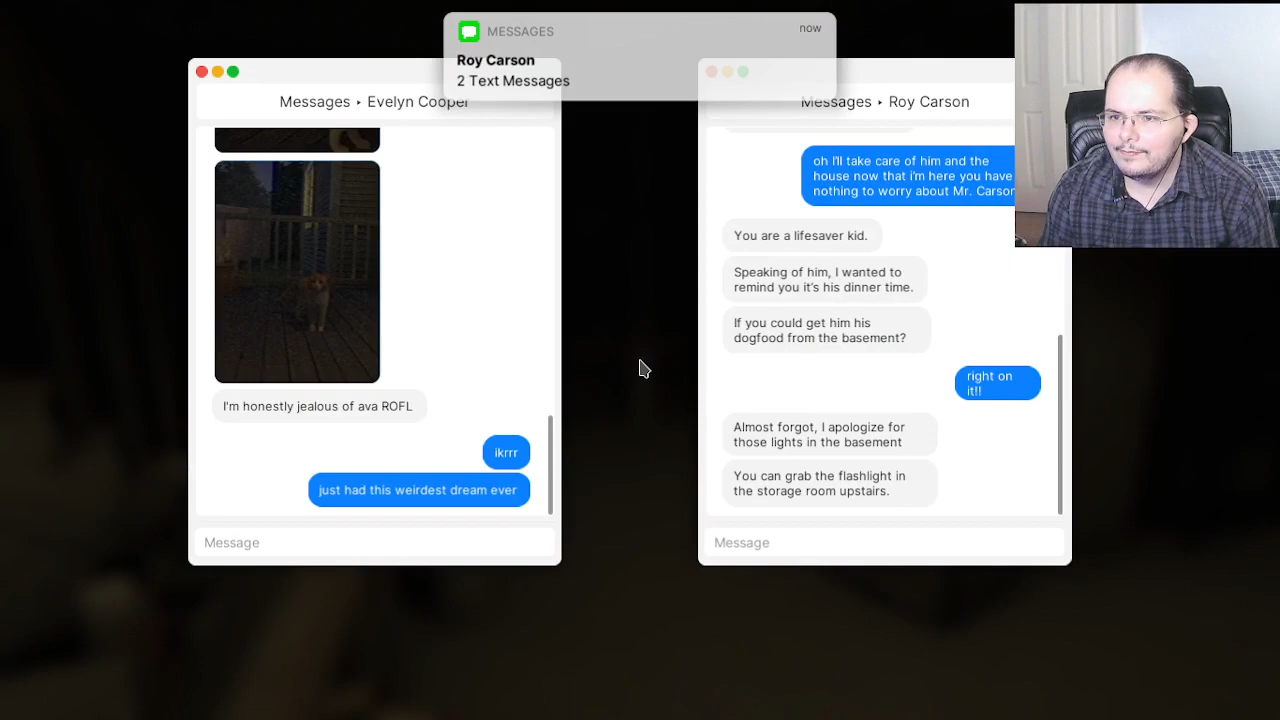 MESSAGES
now
Roy Carson
2 Text Messages
Messages ‣ Evelyn Cooper
I'm honestly jealous of ava ROFL
ikrrr
just had this weirdest dream ever
Message
Messages ‣ Roy Carson
oh I'll take care of him and the
house now that i'm here you have
nothing to worry about Mr. Carson
You are a lifesaver kid.
Speaking of him, I wanted to
remind you it's his dinner time.
If you could get him his
dogfood from the basement?
right on
it!!
Almost forgot, I apologize for
those lights in the basement
You can grab the flashlight in
the storage room upstairs.
Message